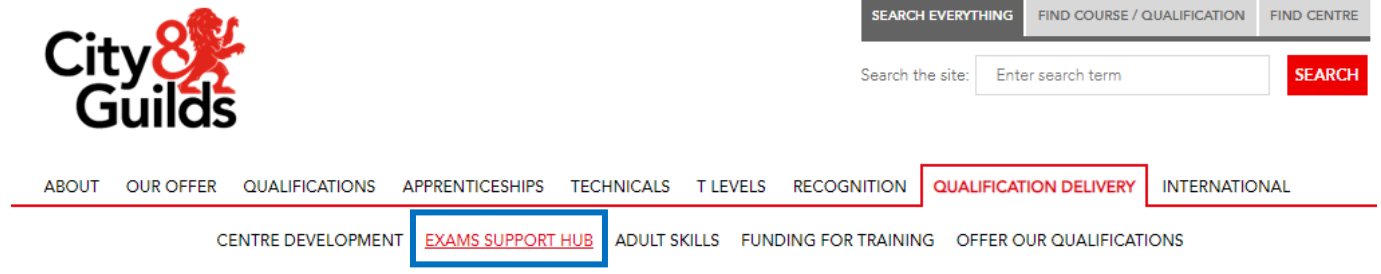 City &
Guilds
SEARCH EVERYTHING FIND COURSE / QUALIFICATION FIND CENTRE
Search the site: Enter search term SEARCH
ABOUT OUR OFFER QUALIFICATIONS APPRENTICESHIPS TECHNICALS T LEVELS RECOGNITION QUALIFICATION DELIVERY INTERNATIONAL
CENTRE DEVELOPMENT EXAMS SUPPORT HUB ADULT SKILLS FUNDING FOR TRAINING OFFER OUR QUALIFICATIONS